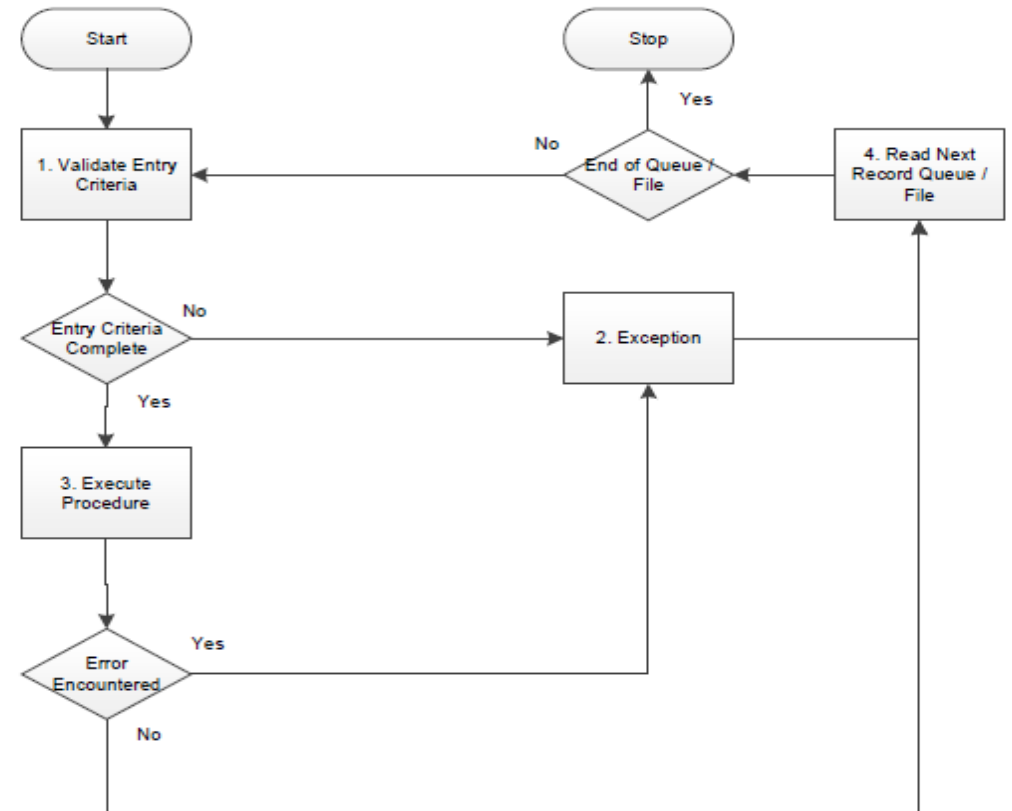 Start
Stop
Yes
No
1. Validate Entry
Criteria
End of Queue /
File
4. Read Next
Record Queue /
File
No
Entry Criteria
Complete
2. Exception
Yes
3. Execute
Procedure
Yes
Error
Encountered
No